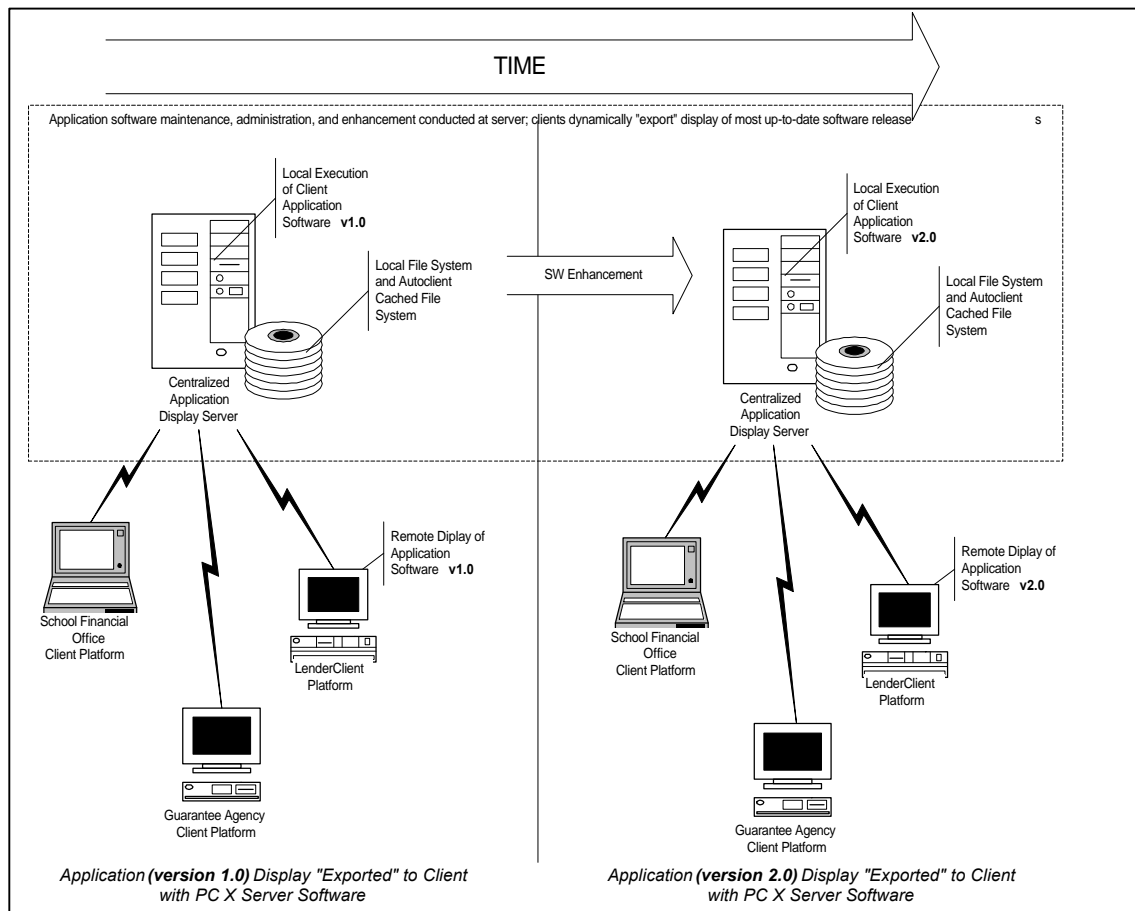 TIME
Application software maintenance, administration, and enhancement conducted at server; clients dynamically "export" display of most up-to-date software release s
Local Execution
of Client
Application
Software v1.0
Local File System
and Autoclient
Cached File
System
Centralized
Application
Display Server
SW Enhancement
Local Execution
of Client
Application
Software v2.0
Local File System
and Autoclient
Cached File
System
Centralized
Application
Display Server
School Financial
Office
Client Platform
Remote Diplay of
Application
Software v1.0
LenderClient
Platform
Guarantee Agency
Client Platform
School Financial
Office
Client Platform
Remote Diplay of
Application
Software v2.0
LenderClient
Platform
Guarantee Agency
Client Platform
Application (version 1.0) Display "Exported" to Client
with PC X Server Software
Application (version 2.0) Display "Exported" to Client
with PC X Server Software